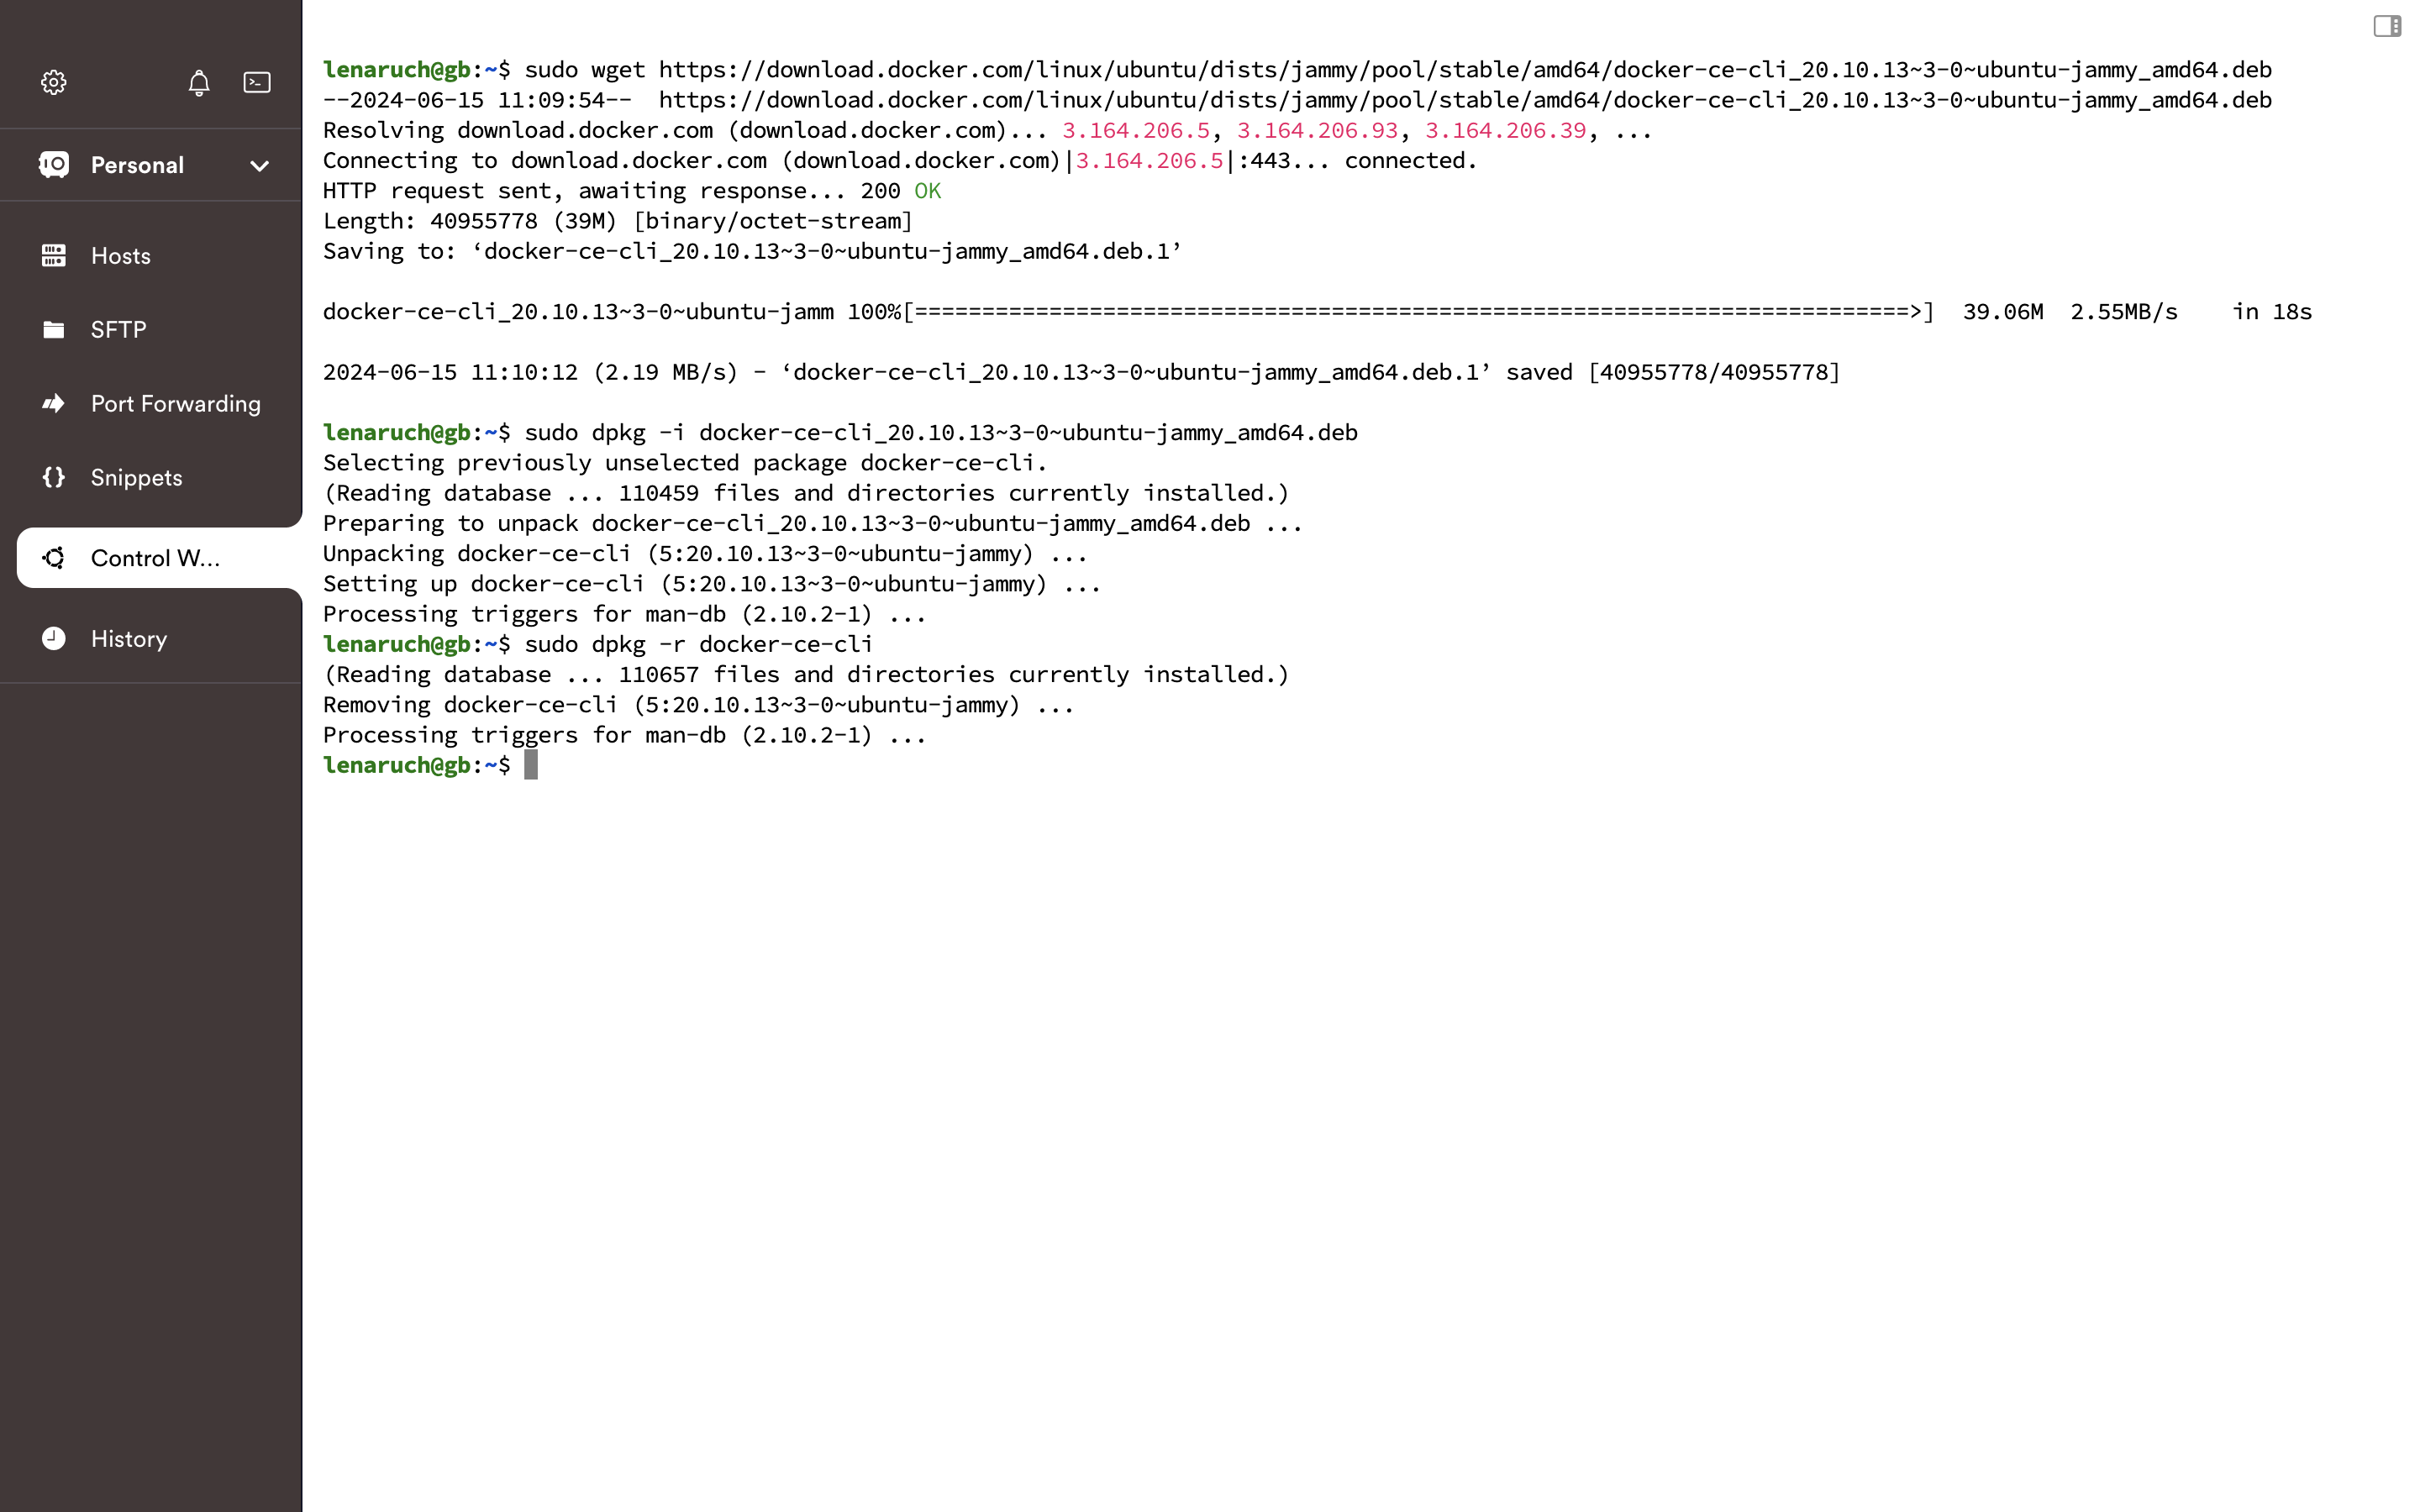 Personal
Hosts
SFTP
Port Forwarding
Snippets
Control W...
History
lenaruch@gb:~$ sudo wget https://download.docker.com/linux/ubuntu/dists/jammy/pool/stable/amd64/docker-ce-cli_20.10.13~3-0~ubuntu-jammy_amd64.deb
--2024-06-15 11:09:54--  https://download.docker.com/linux/ubuntu/dists/jammy/pool/stable/amd64/docker-ce-cli_20.10.13~3-0~ubuntu-jammy_amd64.deb
Resolving download.docker.com (download.docker.com)... 3.164.206.5, 3.164.206.93, 3.164.206.39, ...
Connecting to download.docker.com (download.docker.com)|3.164.206.5|:443... connected.
HTTP request sent, awaiting response... 200 OK
Length: 40955778 (39M) [binary/octet-stream]
Saving to: ‘docker-ce-cli_20.10.13~3-0~ubuntu-jammy_amd64.deb.1’
docker-ce-cli_20.10.13~3-0~ubuntu-jamm 100%[==========================================================================>]  39.06M  2.55MB/s    in 18s
2024-06-15 11:10:12 (2.19 MB/s) - ‘docker-ce-cli_20.10.13~3-0~ubuntu-jammy_amd64.deb.1’ saved [40955778/40955778]
lenaruch@gb:~$ sudo dpkg -i docker-ce-cli_20.10.13~3-0~ubuntu-jammy_amd64.deb
Selecting previously unselected package docker-ce-cli.
(Reading database ... 110459 files and directories currently installed.)
Preparing to unpack docker-ce-cli_20.10.13~3-0~ubuntu-jammy_amd64.deb ...
Unpacking docker-ce-cli (5:20.10.13~3-0~ubuntu-jammy) ...
Setting up docker-ce-cli (5:20.10.13~3-0~ubuntu-jammy) ...
Processing triggers for man-db (2.10.2-1) ...
lenaruch@gb:~$ sudo dpkg -r docker-ce-cli
(Reading database ... 110657 files and directories currently installed.)
Removing docker-ce-cli (5:20.10.13~3-0~ubuntu-jammy) ...
Processing triggers for man-db (2.10.2-1) ...
lenaruch@gb:~$